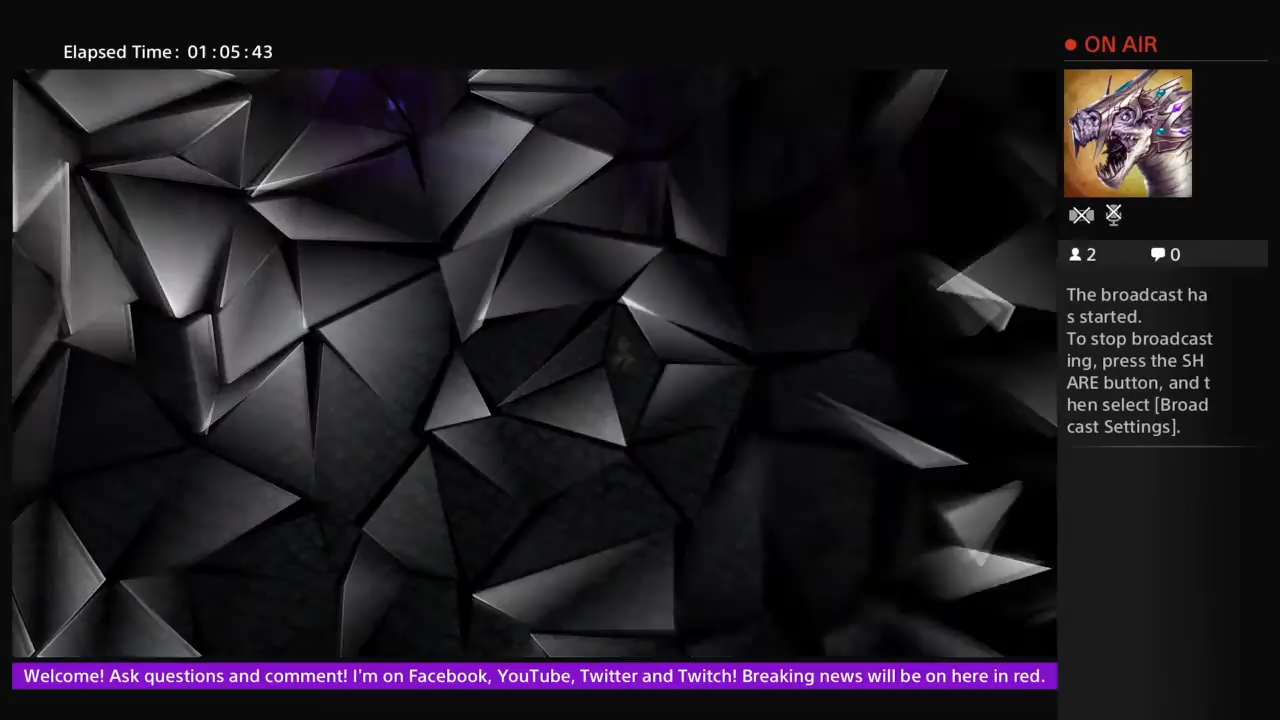 Elapsed Time: 01:05:43
ON AIR
2 0
The broadcast ha
s started.
To stop broadcast
ing, press the SH
ARE button, and t
hen select [Broad
cast Settings].
Welcome! Ask questions and comment! I'm on Facebook, YouTube, Twitter and Twitch! Breaking news will be on here in red.